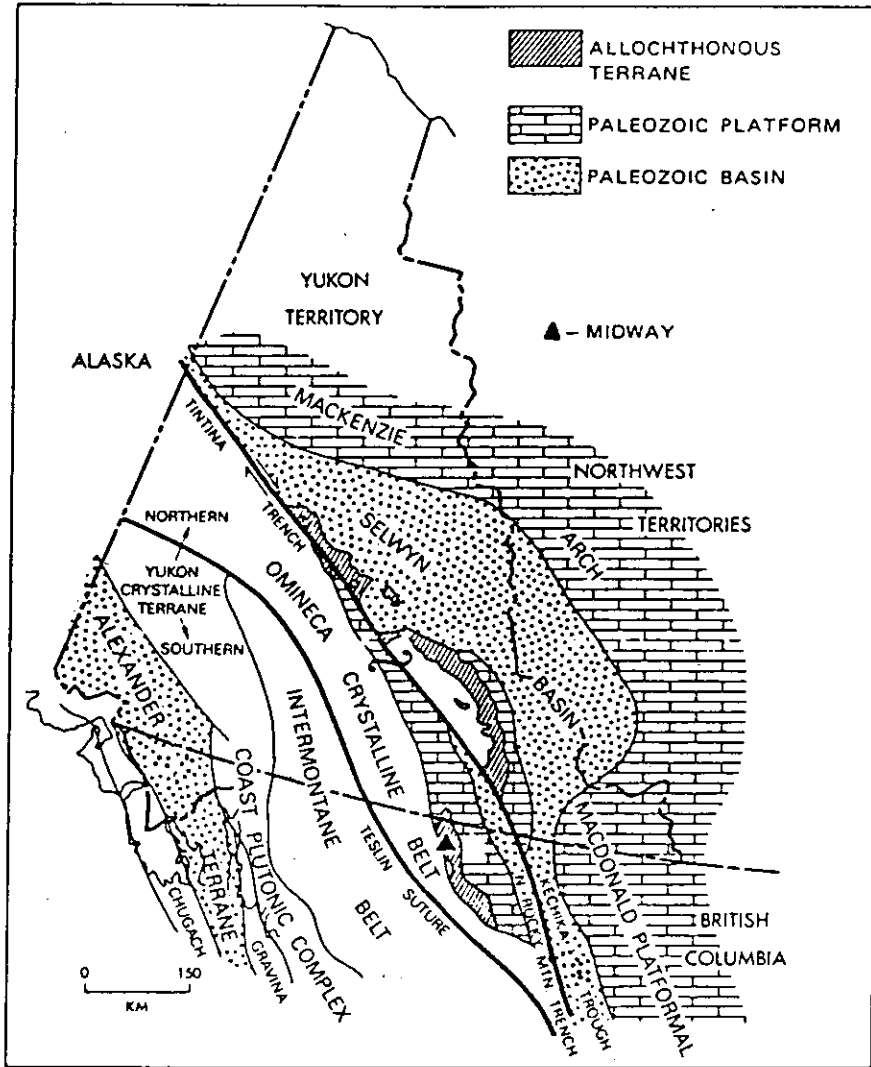 ALLOCHTHONOUS
TERRANE
PALEOZOIC PLATFORM
PALEOZOIC BASIN
YUKON
TERRITORY
▲ – MIDWAY
ALASKA
MACKENZIE
ARCH
TINTINA
TRENCH
NORTHWEST
TERRITORIES
SELWYN
BASIN
NORTHERN
YUKON
CRYSTALLINE
TERRANE
SOUTHERN
OMINECA
CRYSTALLINE
BELT
ALEXANDER
TERRANE
INTERMONTANE
BELT
COAST PLUTONIC COMPLEX
TESLIN
SUTURE
MACDONALD PLATFORMAL
KECHIKA
TROUGH
N. ROCKY MTN. TRENCH
BRITISH
COLUMBIA
CHUGACH
GRAVINA
0 150
KM